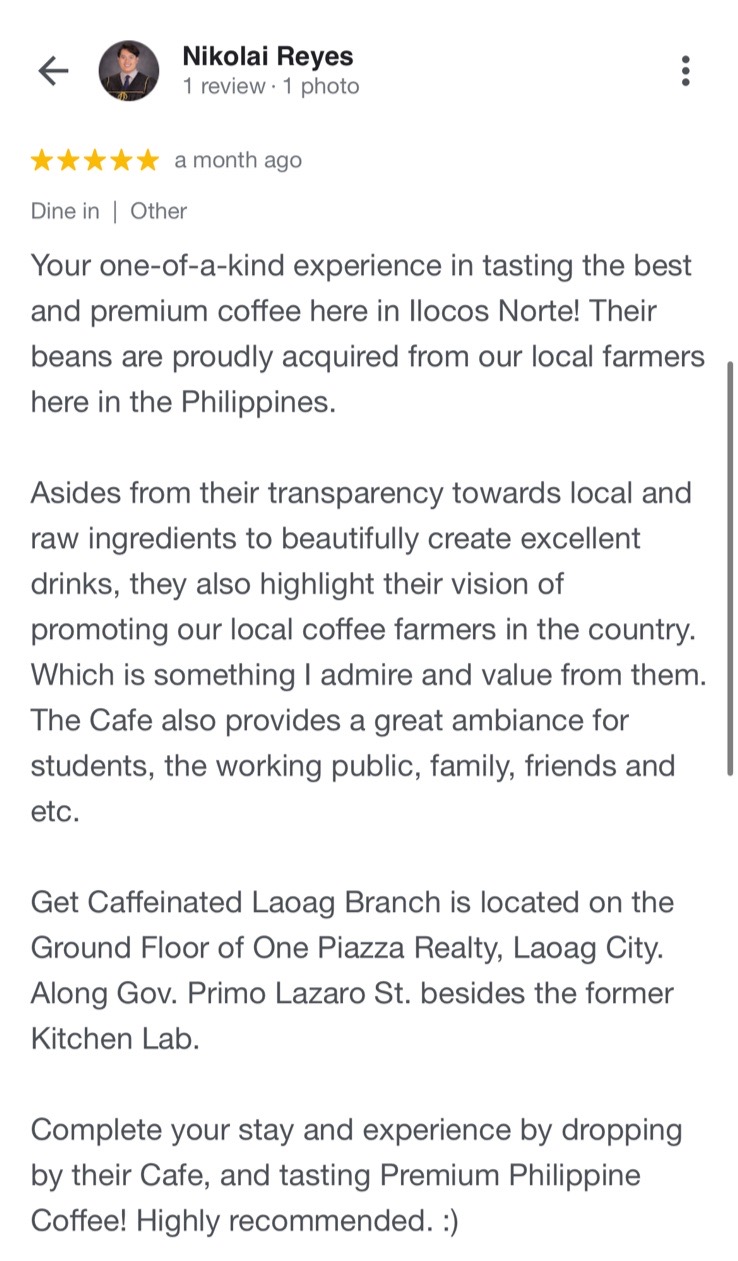 Nikolai Reyes
1 review · 1 photo
a month ago
Dine in | Other
Your one-of-a-kind experience in tasting the best
and premium coffee here in Ilocos Norte! Their
beans are proudly acquired from our local farmers
here in the Philippines.
Asides from their transparency towards local and
raw ingredients to beautifully create excellent
drinks, they also highlight their vision of
promoting our local coffee farmers in the country.
Which is something I admire and value from them.
The Cafe also provides a great ambiance for
students, the working public, family, friends and
etc.
Get Caffeinated Laoag Branch is located on the
Ground Floor of One Piazza Realty, Laoag City.
Along Gov. Primo Lazaro St. besides the former
Kitchen Lab.
Complete your stay and experience by dropping
by their Cafe, and tasting Premium Philippine
Coffee! Highly recommended. :)